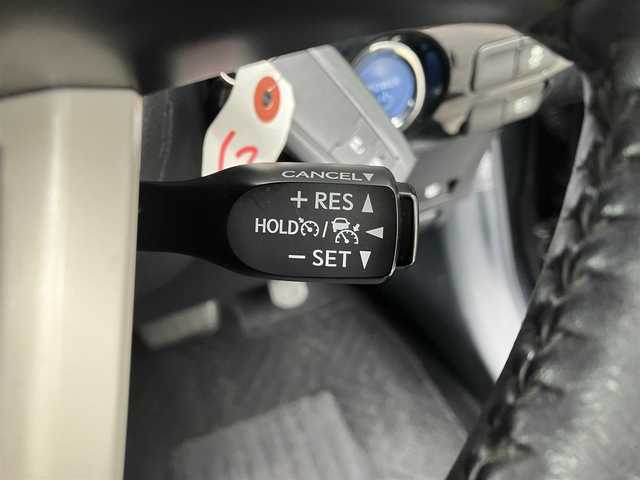 CANCEL▼
+ RES ▲
HOLD / ◀
− SET ▼